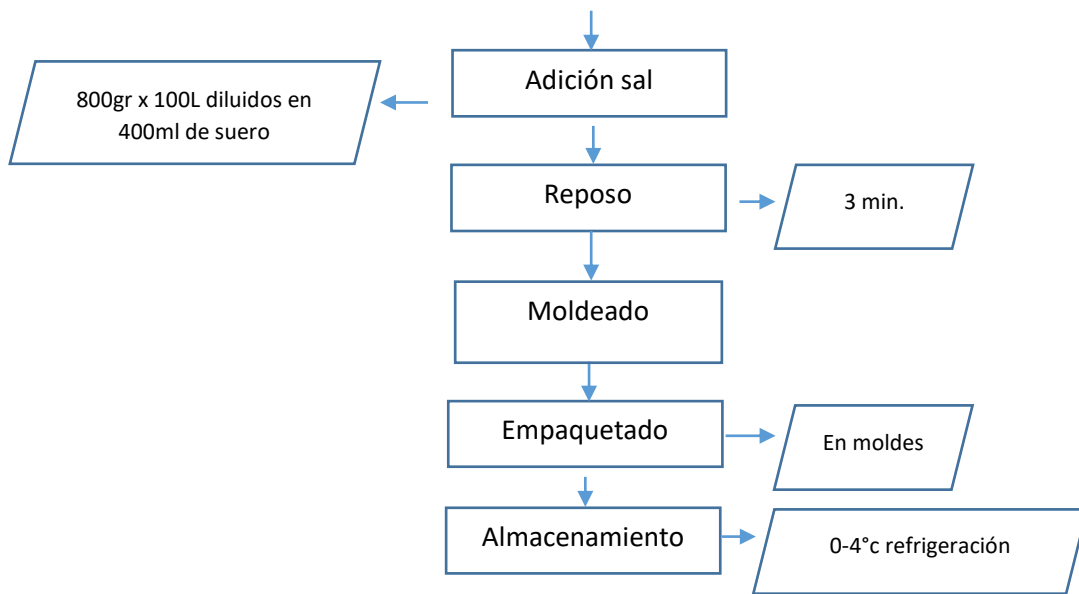 Adición sal
800gr x 100L diluidos en
400ml de suero
Reposo
3 min.
Moldeado
Empaquetado
En moldes
Almacenamiento
0-4°c refrigeración